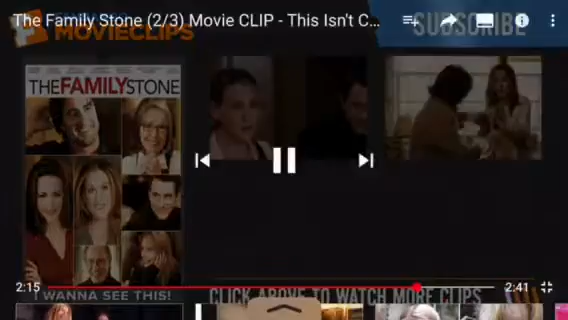 The Family Stone (2/3) Movie CLIP - This Isn't C...
MOVIECLIPS
SUBSCRIBE
THE FAMILY STONE
2:15
2:41
I WANNA SEE THIS!
CLICK ABOVE TO WATCH MORE CLIPS